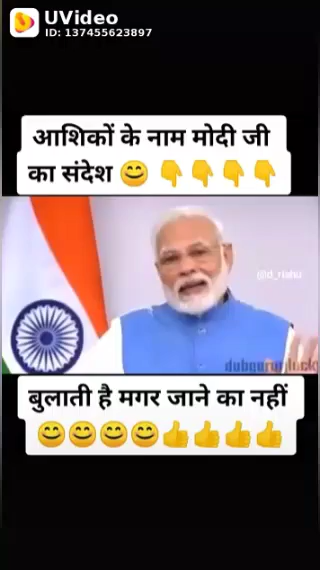 UVideo
ID: 137455623897
आशिकों के नाम मोदी जी
का संदेश 😊 👇👇👇👇
@d_rishu
बुलाती है मगर जाने का नहीं
😊😊😊😊👍👍👍👍